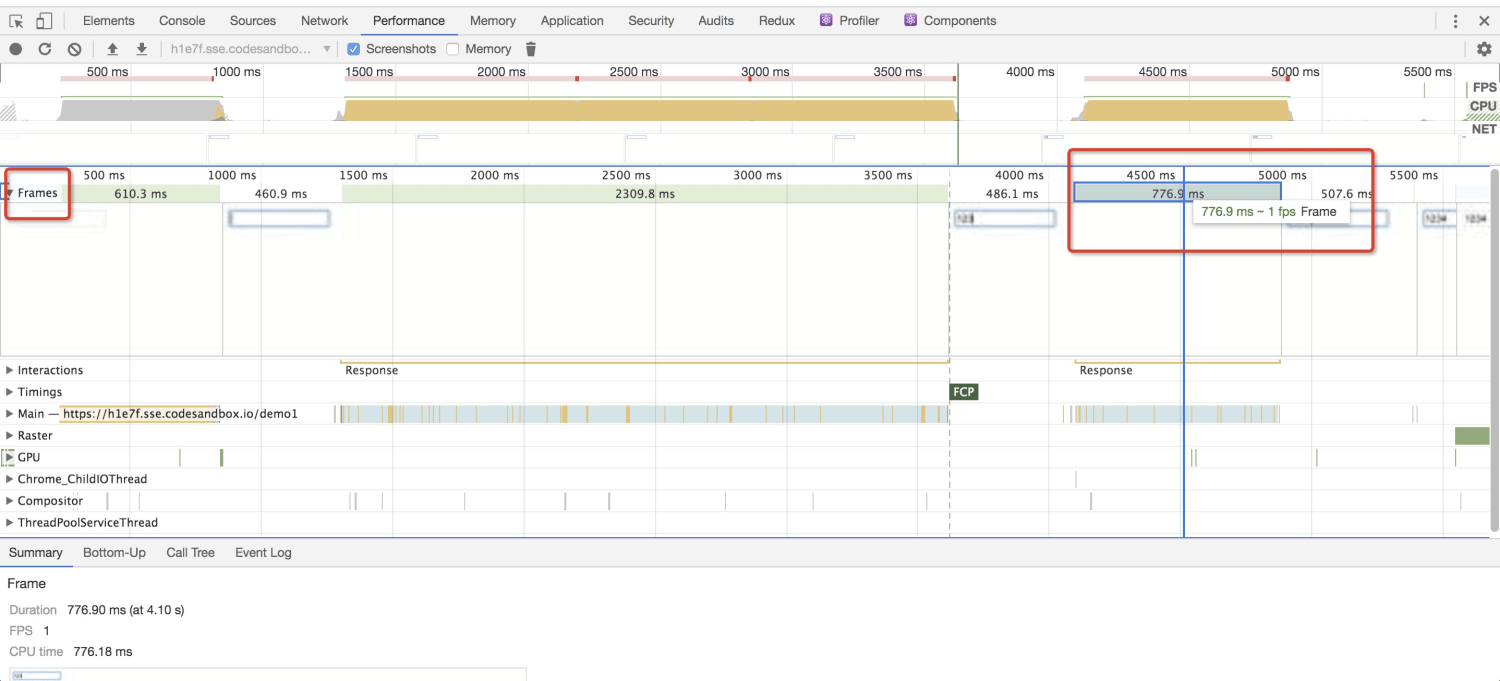 Elements Console Sources Network Performance Memory Application Security Audits Redux Profiler Components
h1e7f.sse.codesandbo... Screenshots Memory
500 ms 1000 ms 1500 ms 2000 ms 2500 ms 3000 ms 3500 ms 4000 ms 4500 ms 5000 ms 5500 ms
FPS
CPU
NET
500 ms 1000 ms 1500 ms 2000 ms 2500 ms 3000 ms 3500 ms 4000 ms 4500 ms 5000 ms 5500 ms
Frames 610.3 ms 460.9 ms 2309.8 ms 486.1 ms 776.9 ms 507.6 ms
776.9 ms ~ 1 fps Frame
123 1234 1234
Interactions Response Response
Timings FCP
Main — https://h1e7f.sse.codesandbox.io/demo1
Raster
GPU
Chrome_ChildIOThread
Compositor
ThreadPoolServiceThread
Summary Bottom-Up Call Tree Event Log
Frame
Duration 776.90 ms (at 4.10 s)
FPS 1
CPU time 776.18 ms